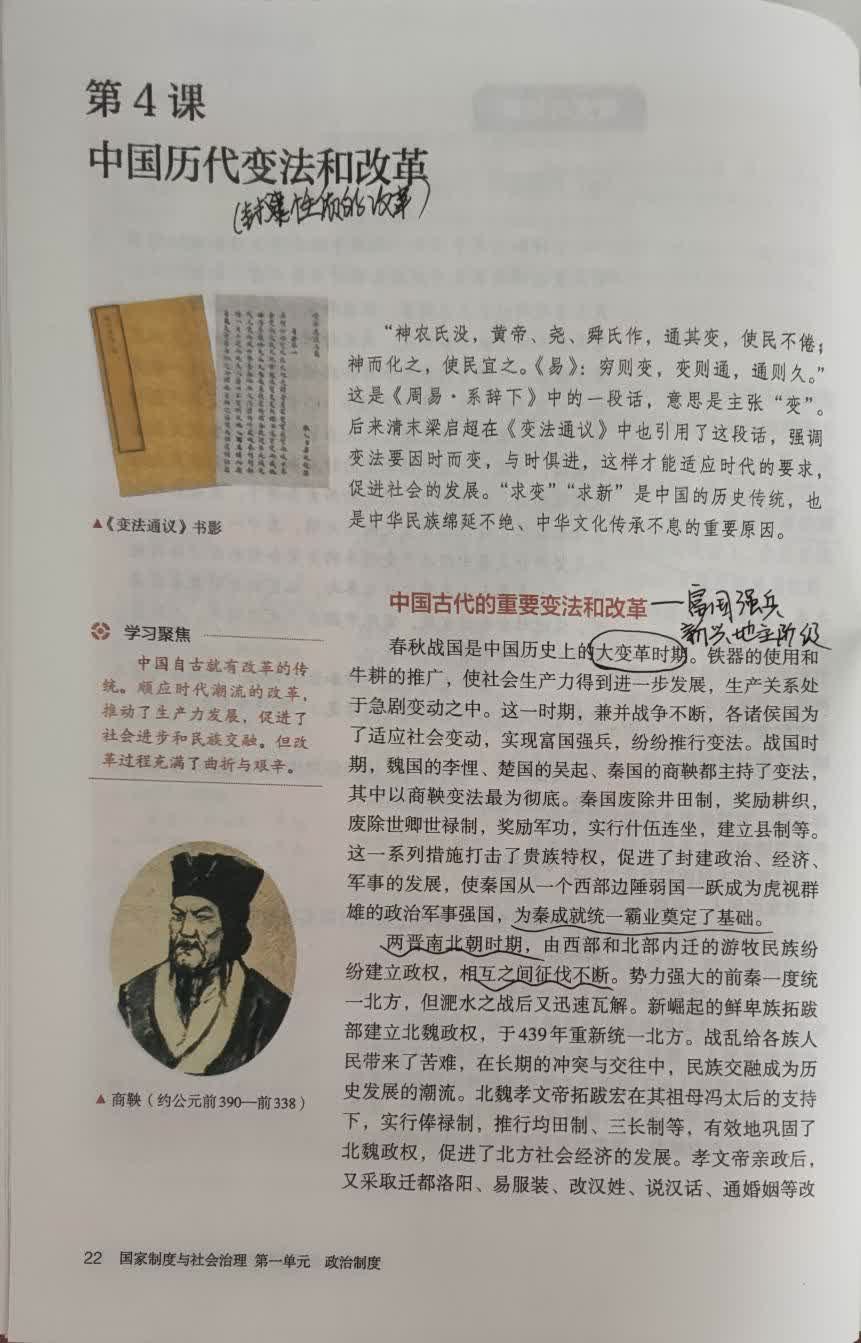 第4课
中国历代变法和改革
(封建性质的改革)
“神农氏没，黄帝、尧、舜氏作，通其变，使民不倦；
神而化之，使民宜之。《易》：穷则变，变则通，通则久。”
这是《周易·系辞下》中的一段话，意思是主张“变”。
后来清末梁启超在《变法通议》中也引用了这段话，强调
变法要因时而变，与时俱进，这样才能适应时代的要求，
促进社会的发展。“求变”“求新”是中国的历史传统，也
是中华民族绵延不绝、中华文化传承不息的重要原因。
▲《变法通议》书影
学习聚焦
中国自古就有改革的传
统。顺应时代潮流的改革，
推动了生产力发展，促进了
社会进步和民族交融。但改
革过程充满了曲折与艰辛。
▲ 商鞅（约公元前390—前338）
中国古代的重要变法和改革
—富国强兵
新兴地主阶级
春秋战国是中国历史上的大变革时期。铁器的使用和
牛耕的推广，使社会生产力得到进一步发展，生产关系处
于急剧变动之中。这一时期，兼并战争不断，各诸侯国为
了适应社会变动，实现富国强兵，纷纷推行变法。战国时
期，魏国的李悝、楚国的吴起、秦国的商鞅都主持了变法，
其中以商鞅变法最为彻底。秦国废除井田制，奖励耕织，
废除世卿世禄制，奖励军功，实行什伍连坐，建立县制等。
这一系列措施打击了贵族特权，促进了封建政治、经济、
军事的发展，使秦国从一个西部边陲弱国一跃成为虎视群
雄的政治军事强国，为秦成就统一霸业奠定了基础。
两晋南北朝时期，由西部和北部内迁的游牧民族纷
纷建立政权，相互之间征伐不断。势力强大的前秦一度统
一北方，但淝水之战后又迅速瓦解。新崛起的鲜卑族拓跋
部建立北魏政权，于439年重新统一北方。战乱给各族人
民带来了苦难，在长期的冲突与交往中，民族交融成为历
史发展的潮流。北魏孝文帝拓跋宏在其祖母冯太后的支持
下，实行俸禄制，推行均田制、三长制等，有效地巩固了
北魏政权，促进了北方社会经济的发展。孝文帝亲政后，
又采取迁都洛阳、易服装、改汉姓、说汉话、通婚姻等改
22 国家制度与社会治理 第一单元 政治制度